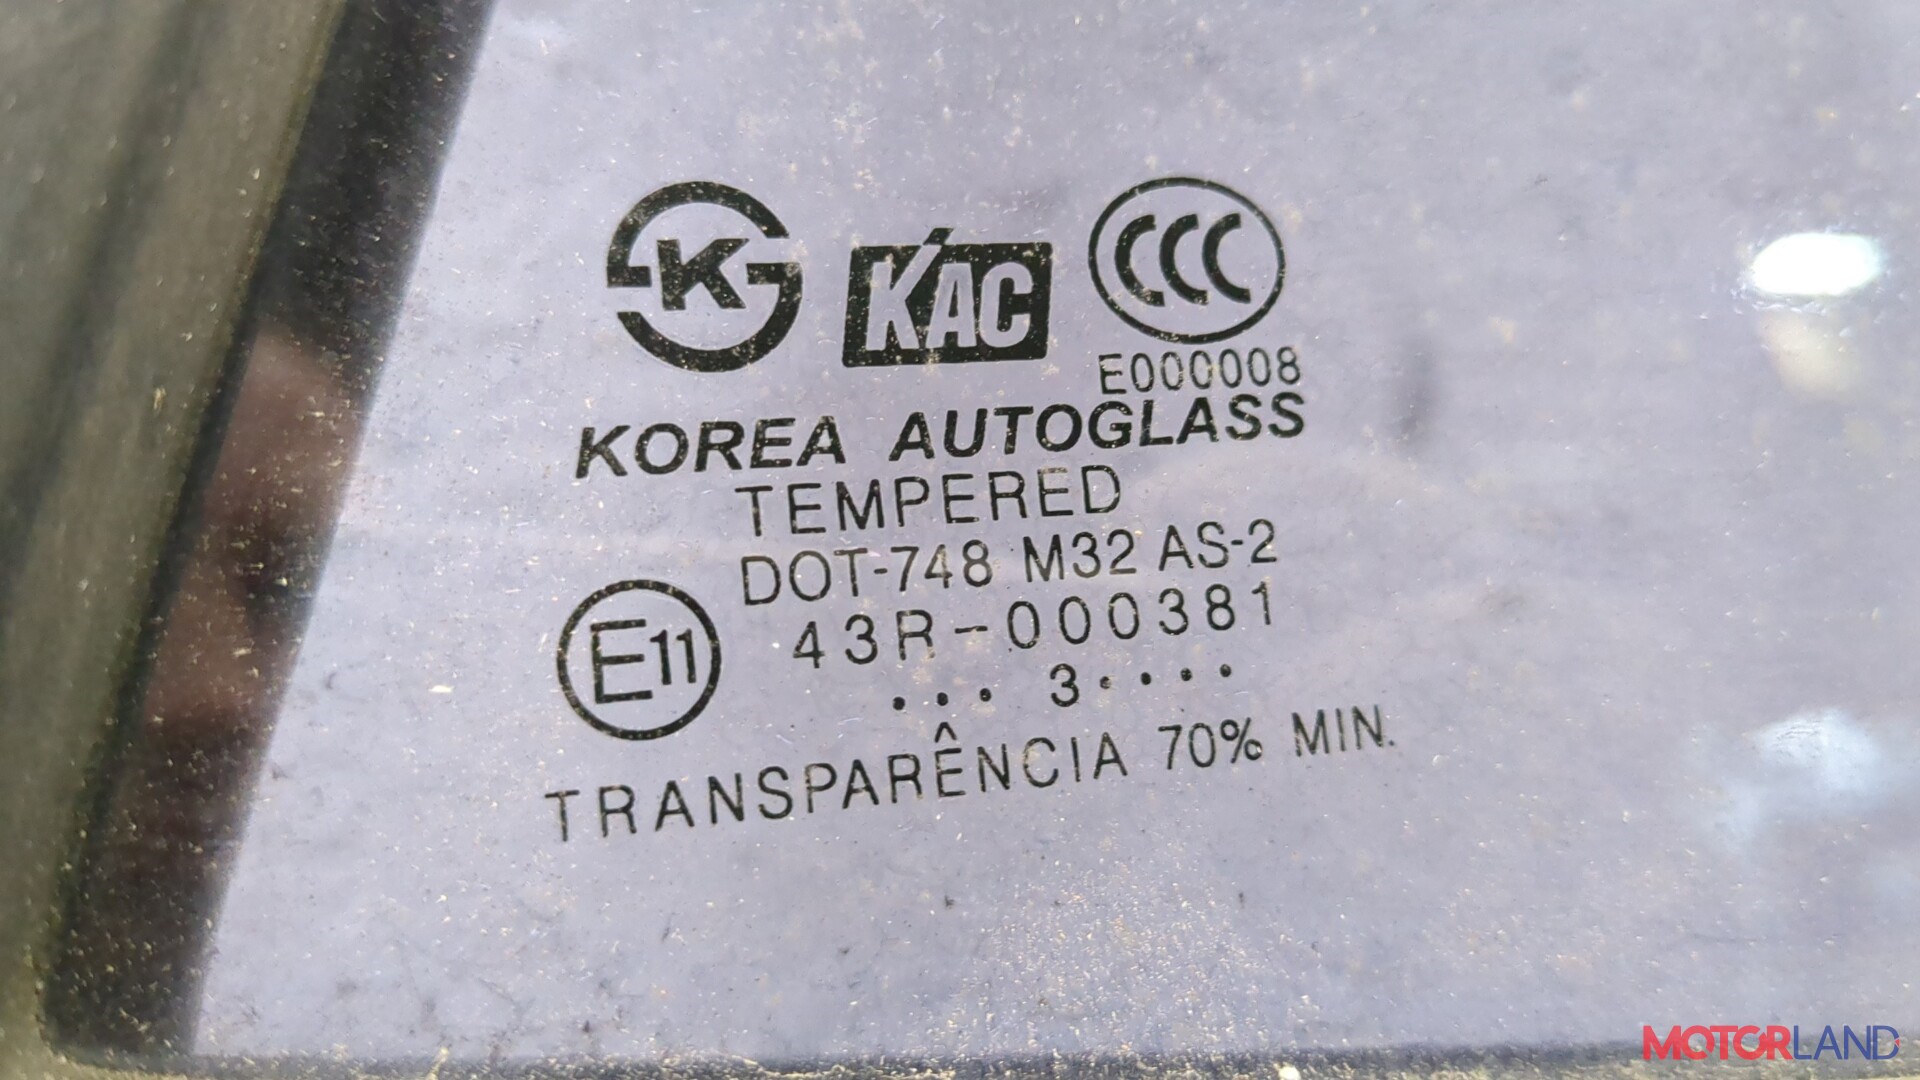 K KAC CCC
E000008
KOREA AUTOGLASS
TEMPERED
DOT-748 M32 AS-2
E11 43R-000381
... 3....
TRANSPARÊNCIA 70% MIN.
MOTORLAND